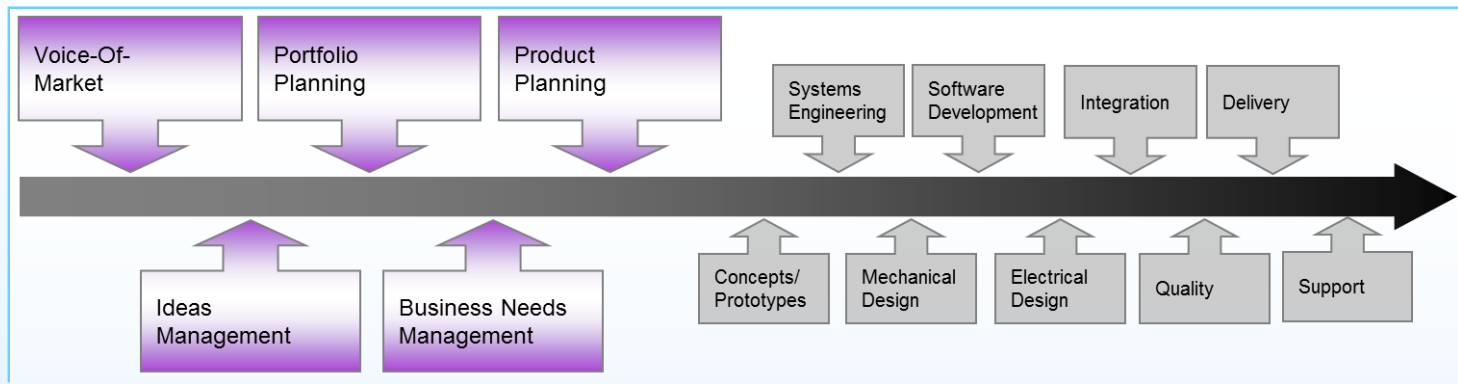 Voice-Of-
Market
Portfolio
Planning
Product
Planning
Systems
Engineering
Software
Development
Integration
Delivery
Ideas
Management
Business Needs
Management
Concepts/
Prototypes
Mechanical
Design
Electrical
Design
Quality
Support